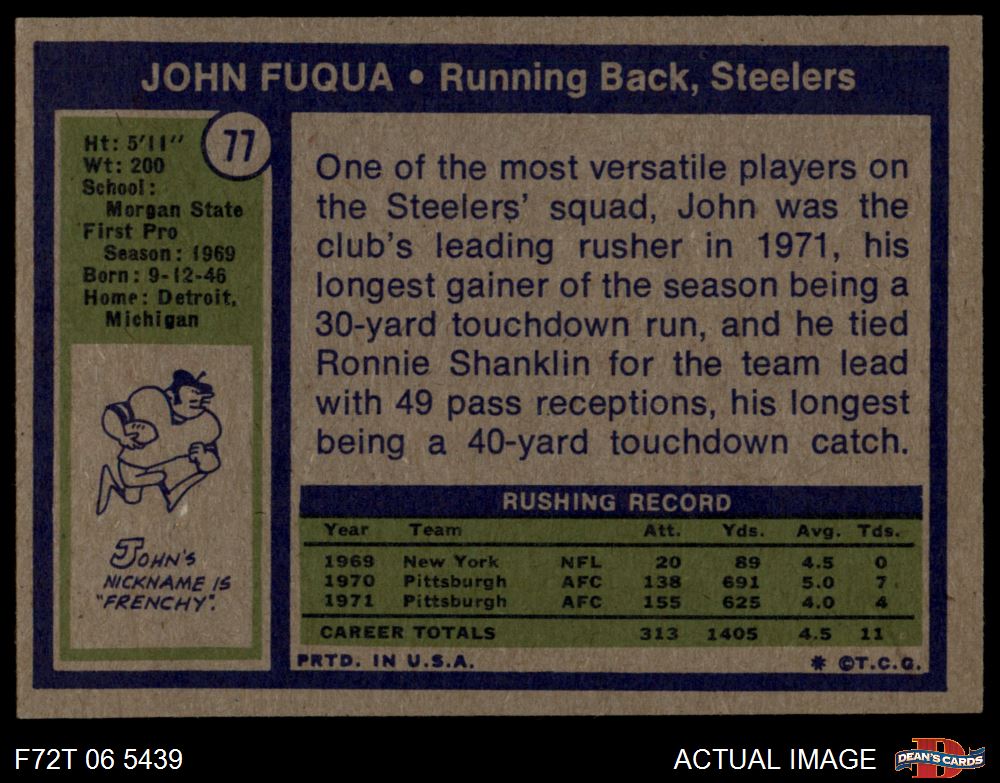 JOHN FUQUA • Running Back, Steelers
77
Ht: 5'11"
Wt: 200
School:
Morgan State
First Pro
Season: 1969
Born: 9-12-46
Home: Detroit,
Michigan
JOHN'S
NICKNAME IS
"FRENCHY".
One of the most versatile players on
the Steelers' squad, John was the
club's leading rusher in 1971, his
longest gainer of the season being a
30-yard touchdown run, and he tied
Ronnie Shanklin for the team lead
with 49 pass receptions, his longest
being a 40-yard touchdown catch.
RUSHING RECORD
Year Team Att. Yds. Avg. Tds.
1969 New York NFL 20 89 4.5 0
1970 Pittsburgh AFC 138 691 5.0 7
1971 Pittsburgh AFC 155 625 4.0 4
CAREER TOTALS 313 1405 4.5 11
PRTD. IN U.S.A. * ©T.C.G.
F72T 06 5439 ACTUAL IMAGE D DEAN'S CARDS